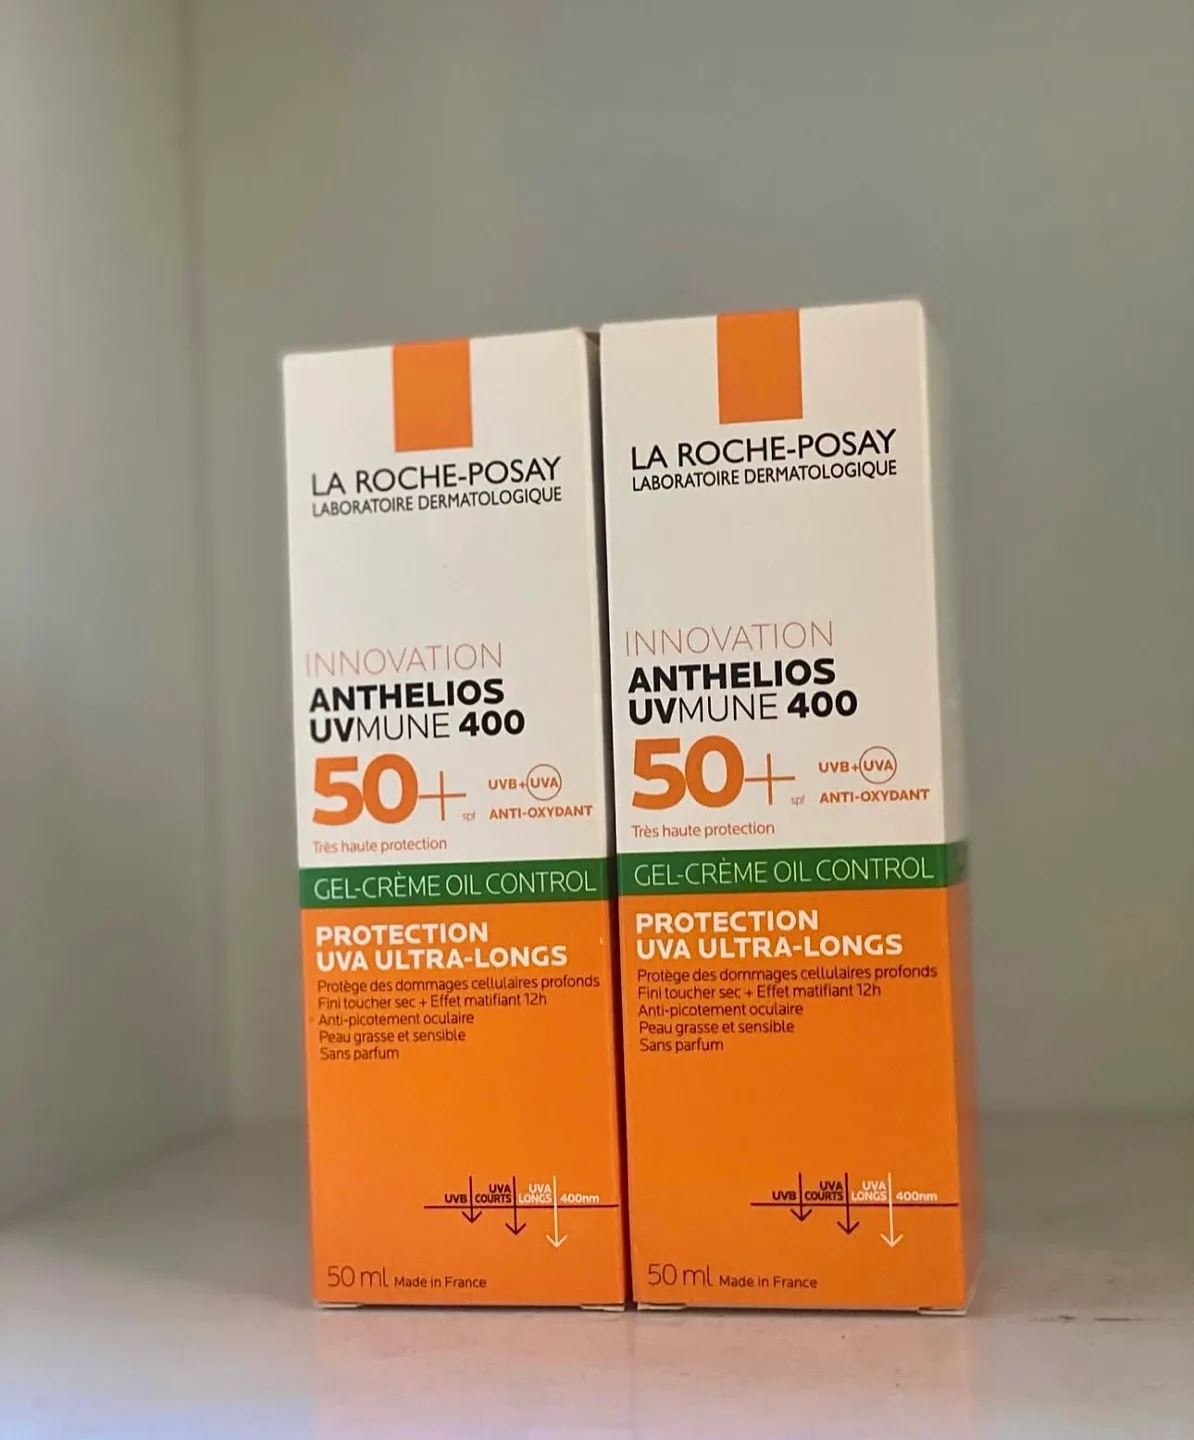 LA ROCHE-POSAY
LABORATOIRE DERMATOLOGIQUE
INNOVATION
ANTHELIOS
UVMUNE 400
50+ spf
UVB+UVA
ANTI-OXYDANT
Très haute protection
GEL-CRÈME OIL CONTROL
PROTECTION
UVA ULTRA-LONGS
Protège des dommages cellulaires profonds
Fini toucher sec + Effet matifiant 12h
Anti-picotement oculaire
Peau grasse et sensible
Sans parfum
UVB UVA COURTS UVA LONGS 400nm
50 ml Made in France
LA ROCHE-POSAY
LABORATOIRE DERMATOLOGIQUE
INNOVATION
ANTHELIOS
UVMUNE 400
50+ spf
UVB+UVA
ANTI-OXYDANT
Très haute protection
GEL-CRÈME OIL CONTROL
PROTECTION
UVA ULTRA-LONGS
Protège des dommages cellulaires profonds
Fini toucher sec + Effet matifiant 12h
Anti-picotement oculaire
Peau grasse et sensible
Sans parfum
UVB UVA COURTS UVA LONGS 400nm
50 ml Made in France